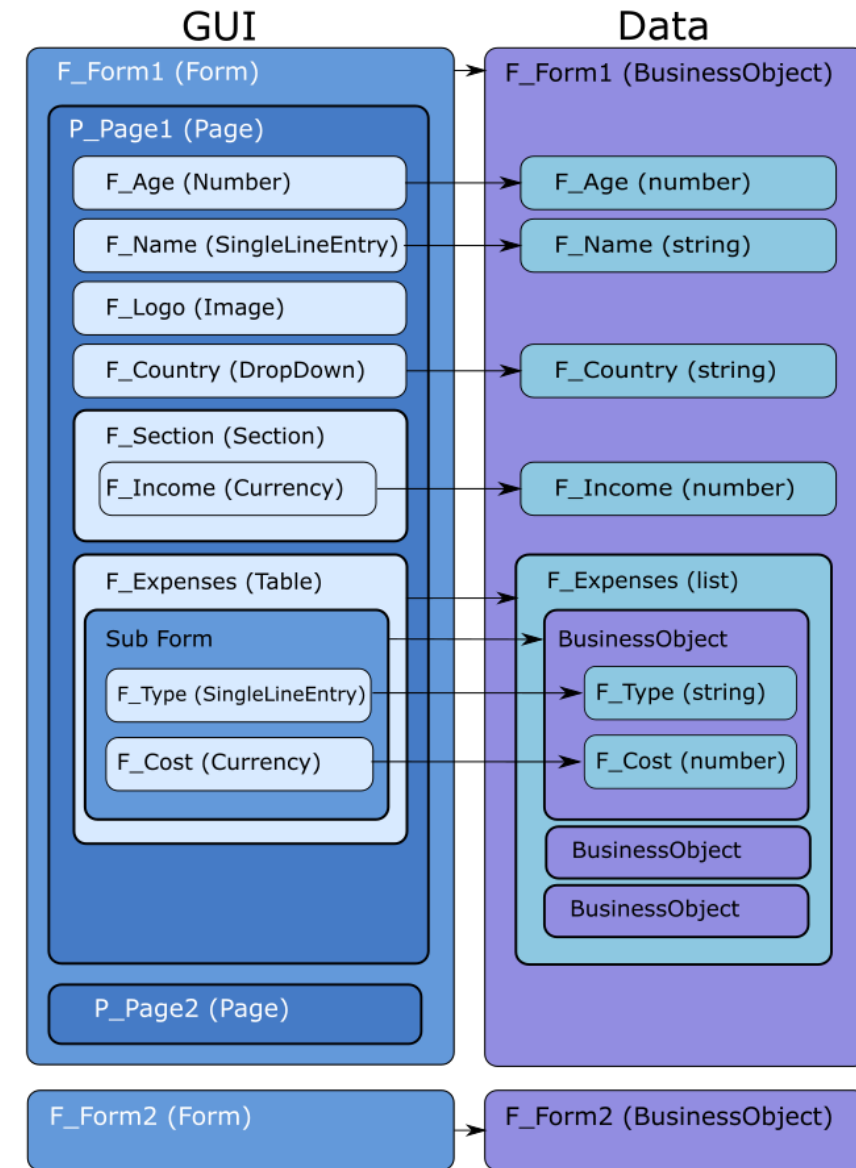 GUI
Data
F_Form1 (Form)
F_Form1 (BusinessObject)
P_Page1 (Page)
F_Age (Number)
F_Age (number)
F_Name (SingleLineEntry)
F_Name (string)
F_Logo (Image)
F_Country (DropDown)
F_Country (string)
F_Section (Section)
F_Income (Currency)
F_Income (number)
F_Expenses (Table)
F_Expenses (list)
Sub Form
BusinessObject
F_Type (SingleLineEntry)
F_Type (string)
F_Cost (Currency)
F_Cost (number)
BusinessObject
BusinessObject
P_Page2 (Page)
F_Form2 (Form)
F_Form2 (BusinessObject)